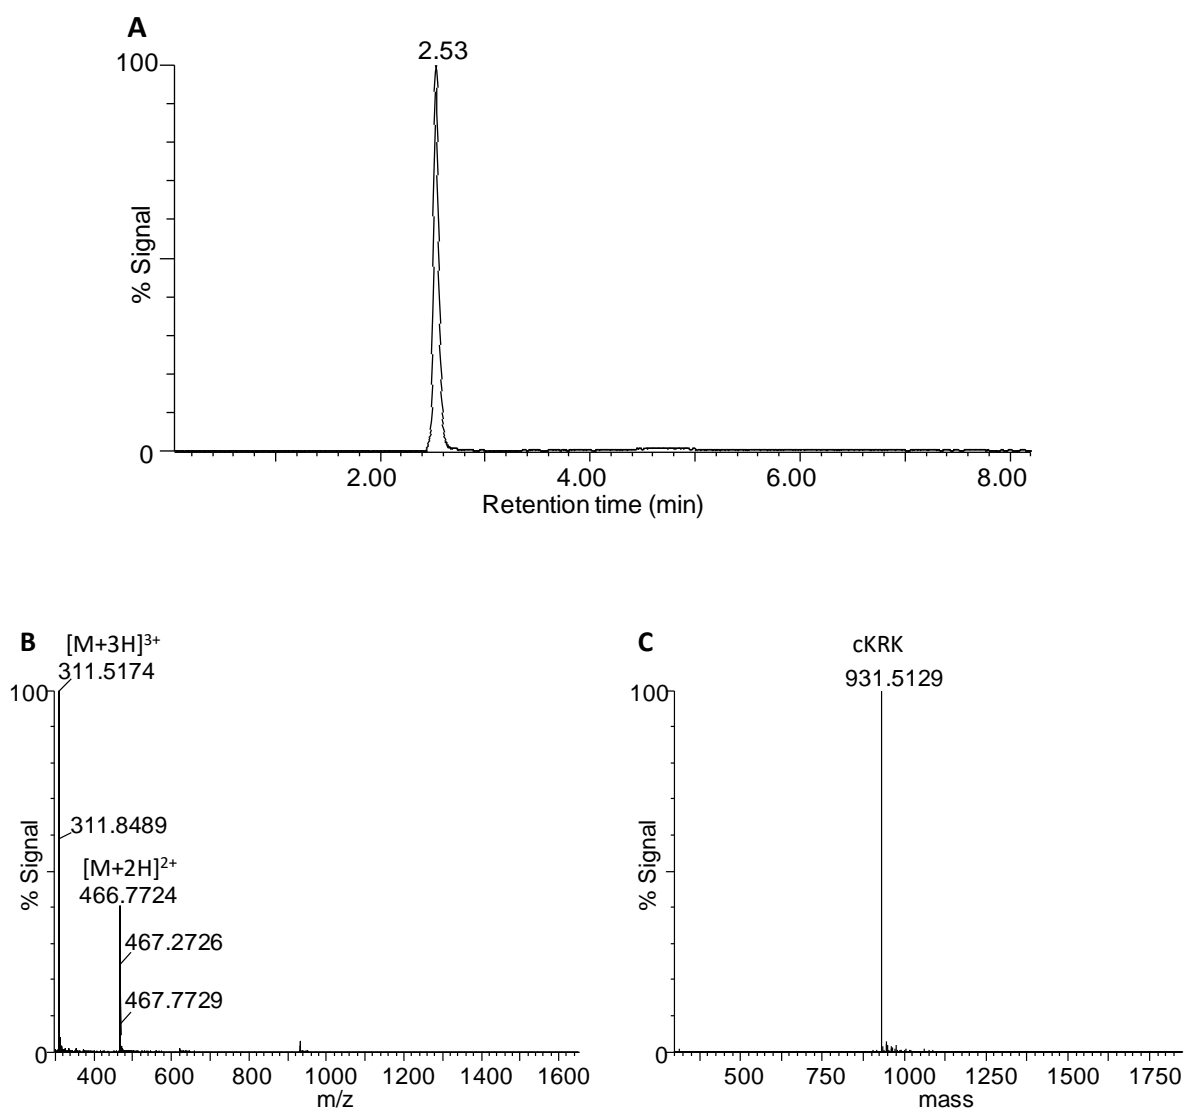 A
2.53
100
% Signal
0
2.00 4.00 6.00 8.00
Retention time (min)
B
[M+3H]3+
311.5174
100
311.8489
[M+2H]2+
466.7724
467.2726
467.7729
% Signal
0
400 600 800 1000 1200 1400 1600
m/z
C
cKRK
931.5129
100
% Signal
0
500 750 1000 1250 1500 1750
mass